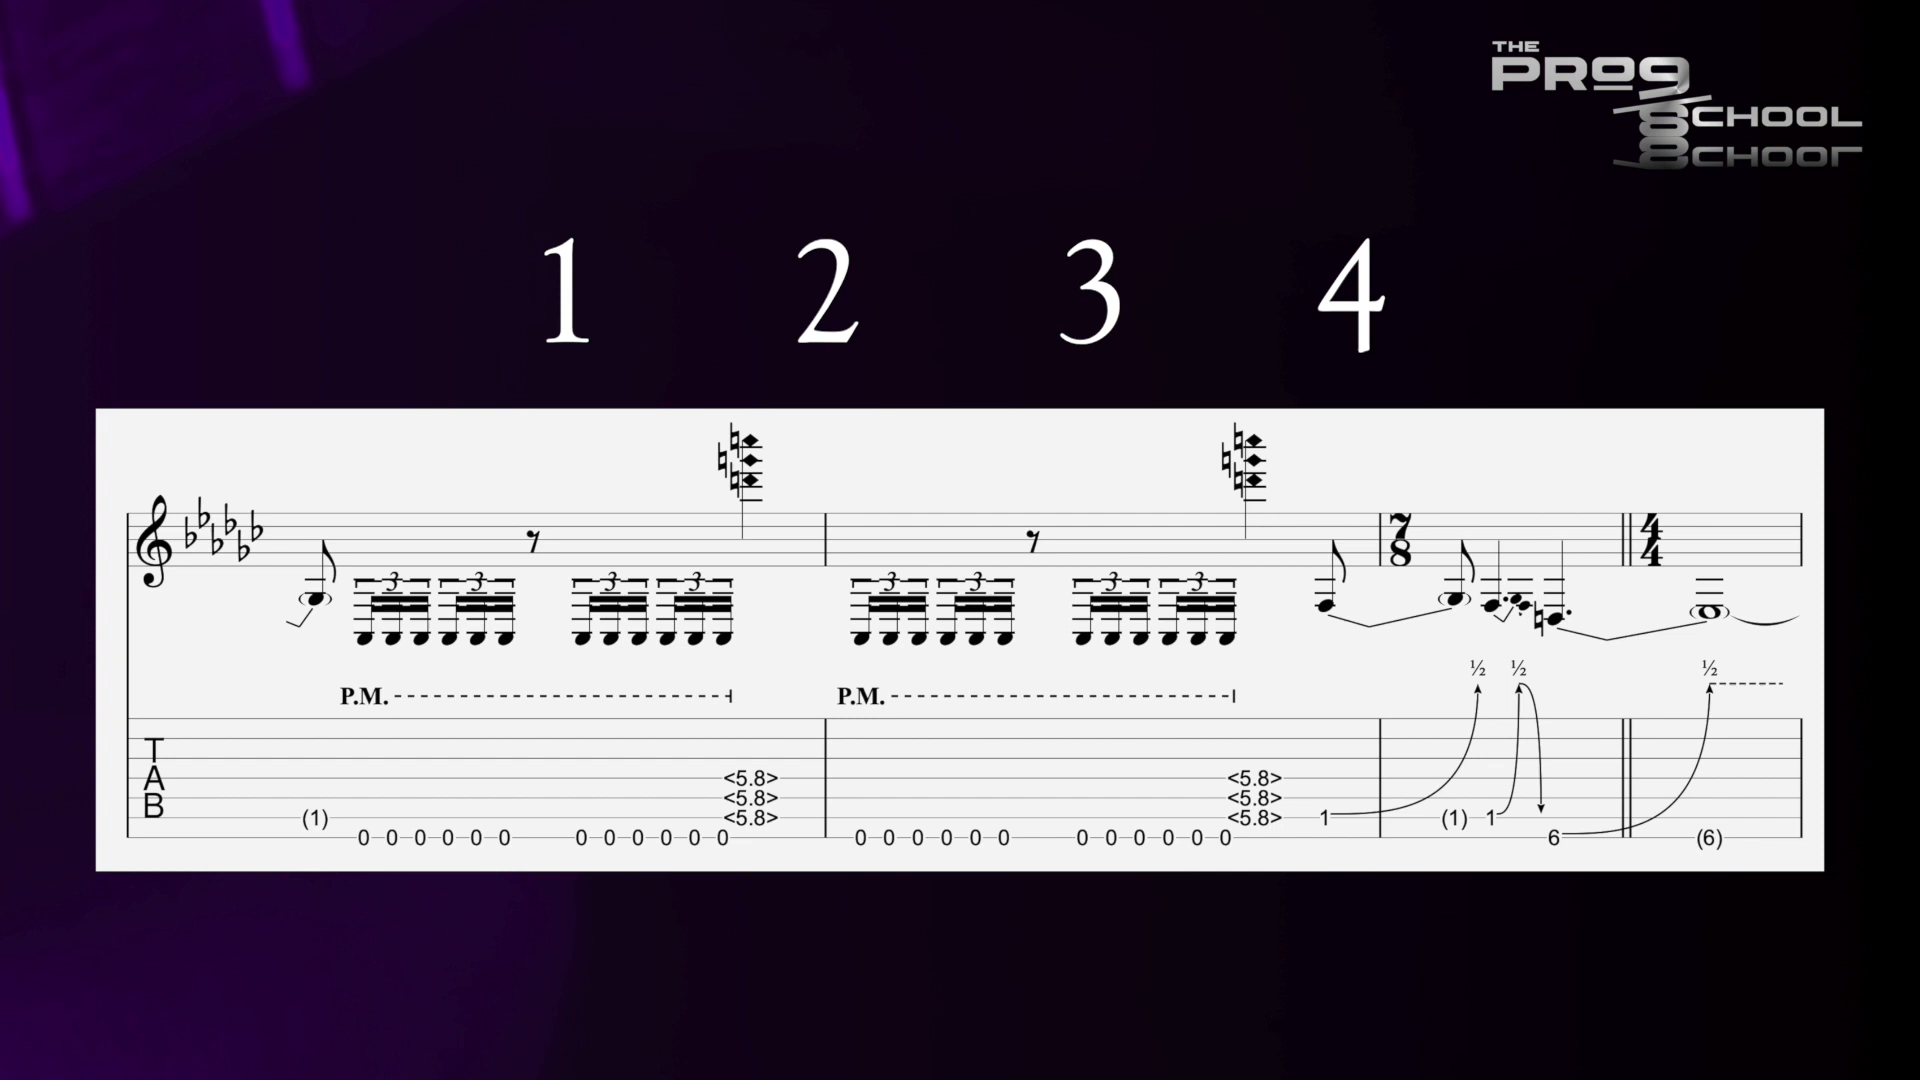 THE
PROG
SCHOOL
1 2 3 4
7
8
4
4
3 3 3 3 3 3 3 3
½ ½ ½
P.M. P.M.
T
A
B
<5.8> <5.8>
<5.8> <5.8>
(1) <5.8> <5.8> 1 (1) 1
0 0 0 0 0 0 0 0 0 0 0 0 0 0 0 0 0 0 0 0 0 0 0 0 6 (6)